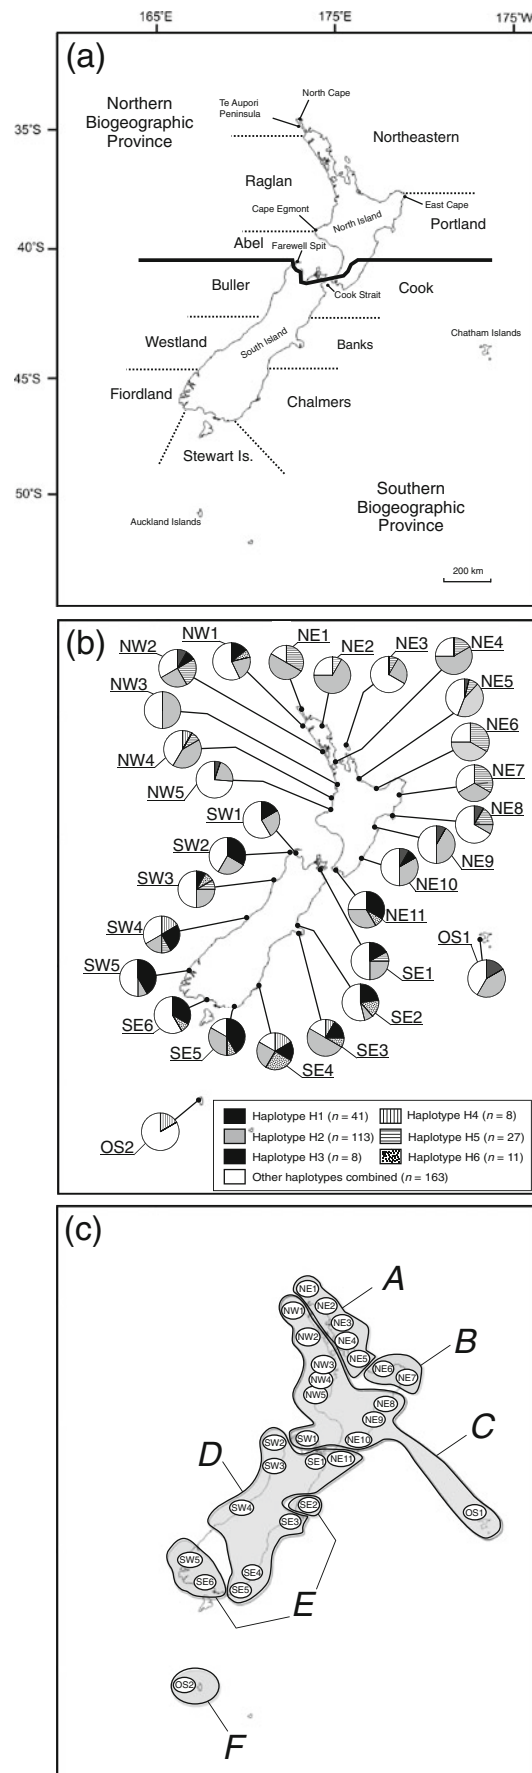 165°E
175°E
175°W
(a)
North Cape
Te Aupori
Peninsula
Northern
Biogeographic
Province
35°S
Northeastern
Raglan
Cape Egmont
North Island
East Cape
Portland
Abel
40°S
Farewell Spit
Buller
Cook Strait
Cook
Westland
South Island
Banks
Chatham Islands
45°S
Fiordland
Chalmers
Stewart Is.
50°S
Southern
Biogeographic
Province
Auckland Islands
200 km
(b)
NW1
NE1
NE2
NE3
NE4
NW2
NE5
NW3
NE6
NW4
NE7
NW5
NE8
SW1
NE9
SW2
NE10
SW3
NE11
SW4
OS1
SE1
SW5
SE2
SE6
SE3
SE5
SE4
OS2
Haplotype H1 (n = 41)
Haplotype H4 (n = 8)
Haplotype H2 (n = 113)
Haplotype H5 (n = 27)
Haplotype H3 (n = 8)
Haplotype H6 (n = 11)
Other haplotypes combined (n = 163)
(c)
A
NE1
NW1
NE2
NE3
NW2
NE4
B
NE5
NE6
NW3
NE7
NW4
NW5
NE8
C
NE9
SW1
NE10
SW2
D
SE1
NE11
SW3
SW4
SE2
OS1
SE3
SW5
SE4
SE6
SE5
E
OS2
F